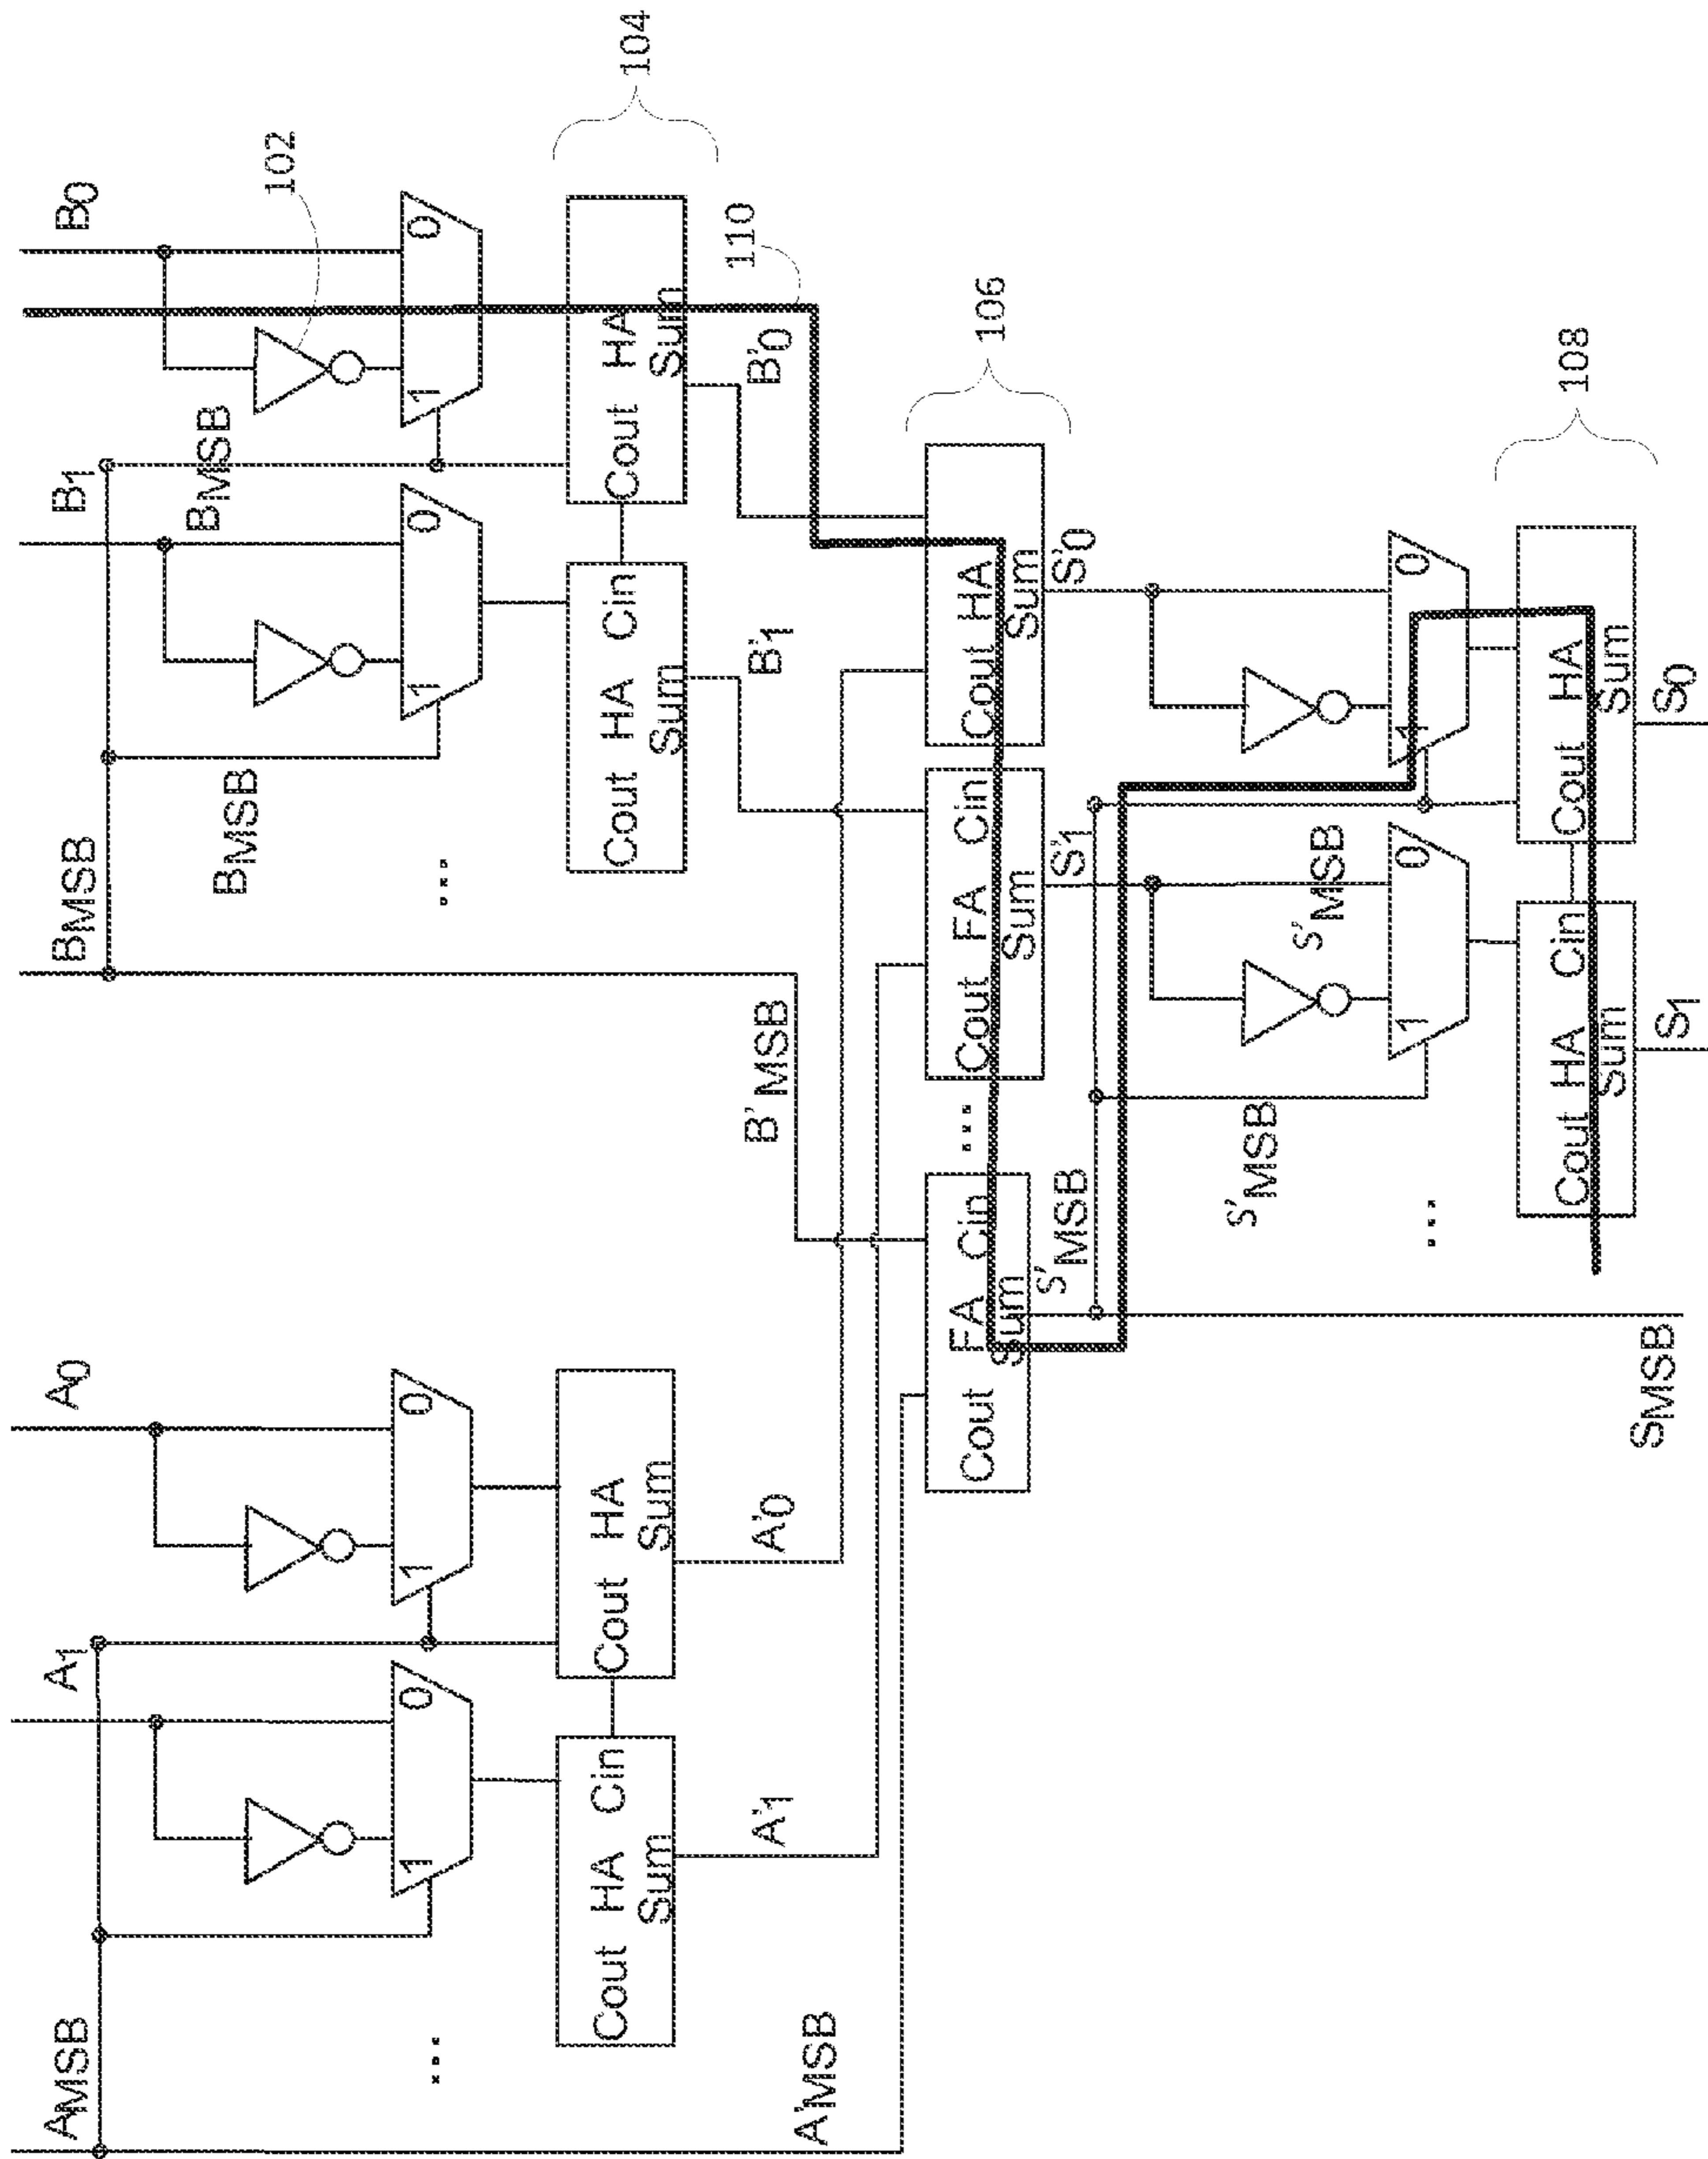 AMSB A1 A0 BMSB B1 B0
BMSB BMSB
102
... 1 0 1 0 ... 1 0 1 0
Cout HA Cin Cout HA Cout HA Cin Cout HA
104
Sum Sum Sum Sum
110
A'1 A'0 B'1 B'0
A'MSB B'MSB
Cout FA Cin ... Cout FA Cin Cout HA
106
Sum Sum Sum
S'MSB S'1 S'0
S'MSB S'MSB
... 1 0 1 0
Cout HA Cin Cout HA
108
Sum Sum
SMSB S1 S0